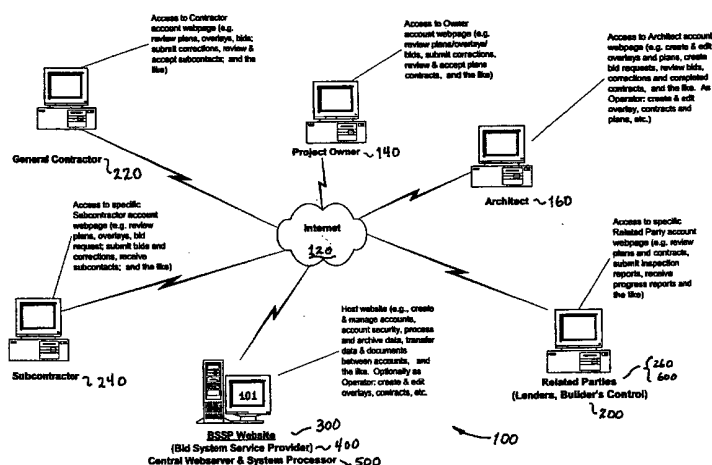 Access to Contractor
account webpage (e.g.
review plans, overlays, bids;
submit corrections, review &
accept subcontacts; and the
like)
General Contractor
220
Access to Owner
account webpage (e.g.
review plans/overlays/
bids, submit corrections,
review & accept plans
contracts, and the like)
Project Owner
140
Access to Architect account
webpage (e.g. create & edit
overlays and plans, create
bid requests, review bids,
corrections and completed
contracts, and the like. As
Operator: create & edit
overlay, contracts and
plans, etc.)
Architect
160
Internet
120
Access to specific
Subcontractor account
webpage (e.g. review
plans, overlays, bid
request; submit bids and
corrections, receive
subcontacts; and the like)
Subcontractor
240
Access to specific
Related Party account
webpage (e.g. review
plans and contracts,
submit inspection
reports, receive
progress reports and
the like)
Related Parties
(Lenders, Builder's Control)
260
600
200
Host website (e.g., create
& manage accounts,
account security, process
and archive data, transfer
data & documents
between accounts, and
the like. Optionally as
Operator: create & edit
overlays, contracts, etc.
101
BSSP Website
300
(Bid System Service Provider)
400
Central Webserver & System Processor
500
100